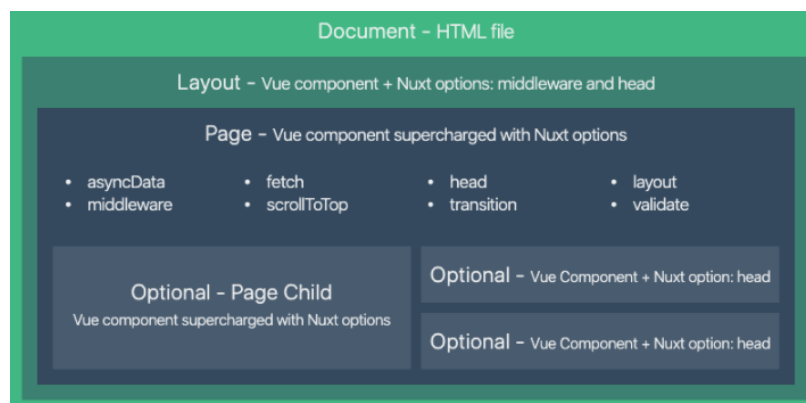 Document - HTML file
Layout - Vue component + Nuxt options: middleware and head
Page - Vue component supercharged with Nuxt options
• asyncData • fetch • head • layout
• middleware • scrollToTop • transition • validate
Optional - Page Child
Vue component supercharged with Nuxt options
Optional - Vue Component + Nuxt option: head
Optional - Vue Component + Nuxt option: head